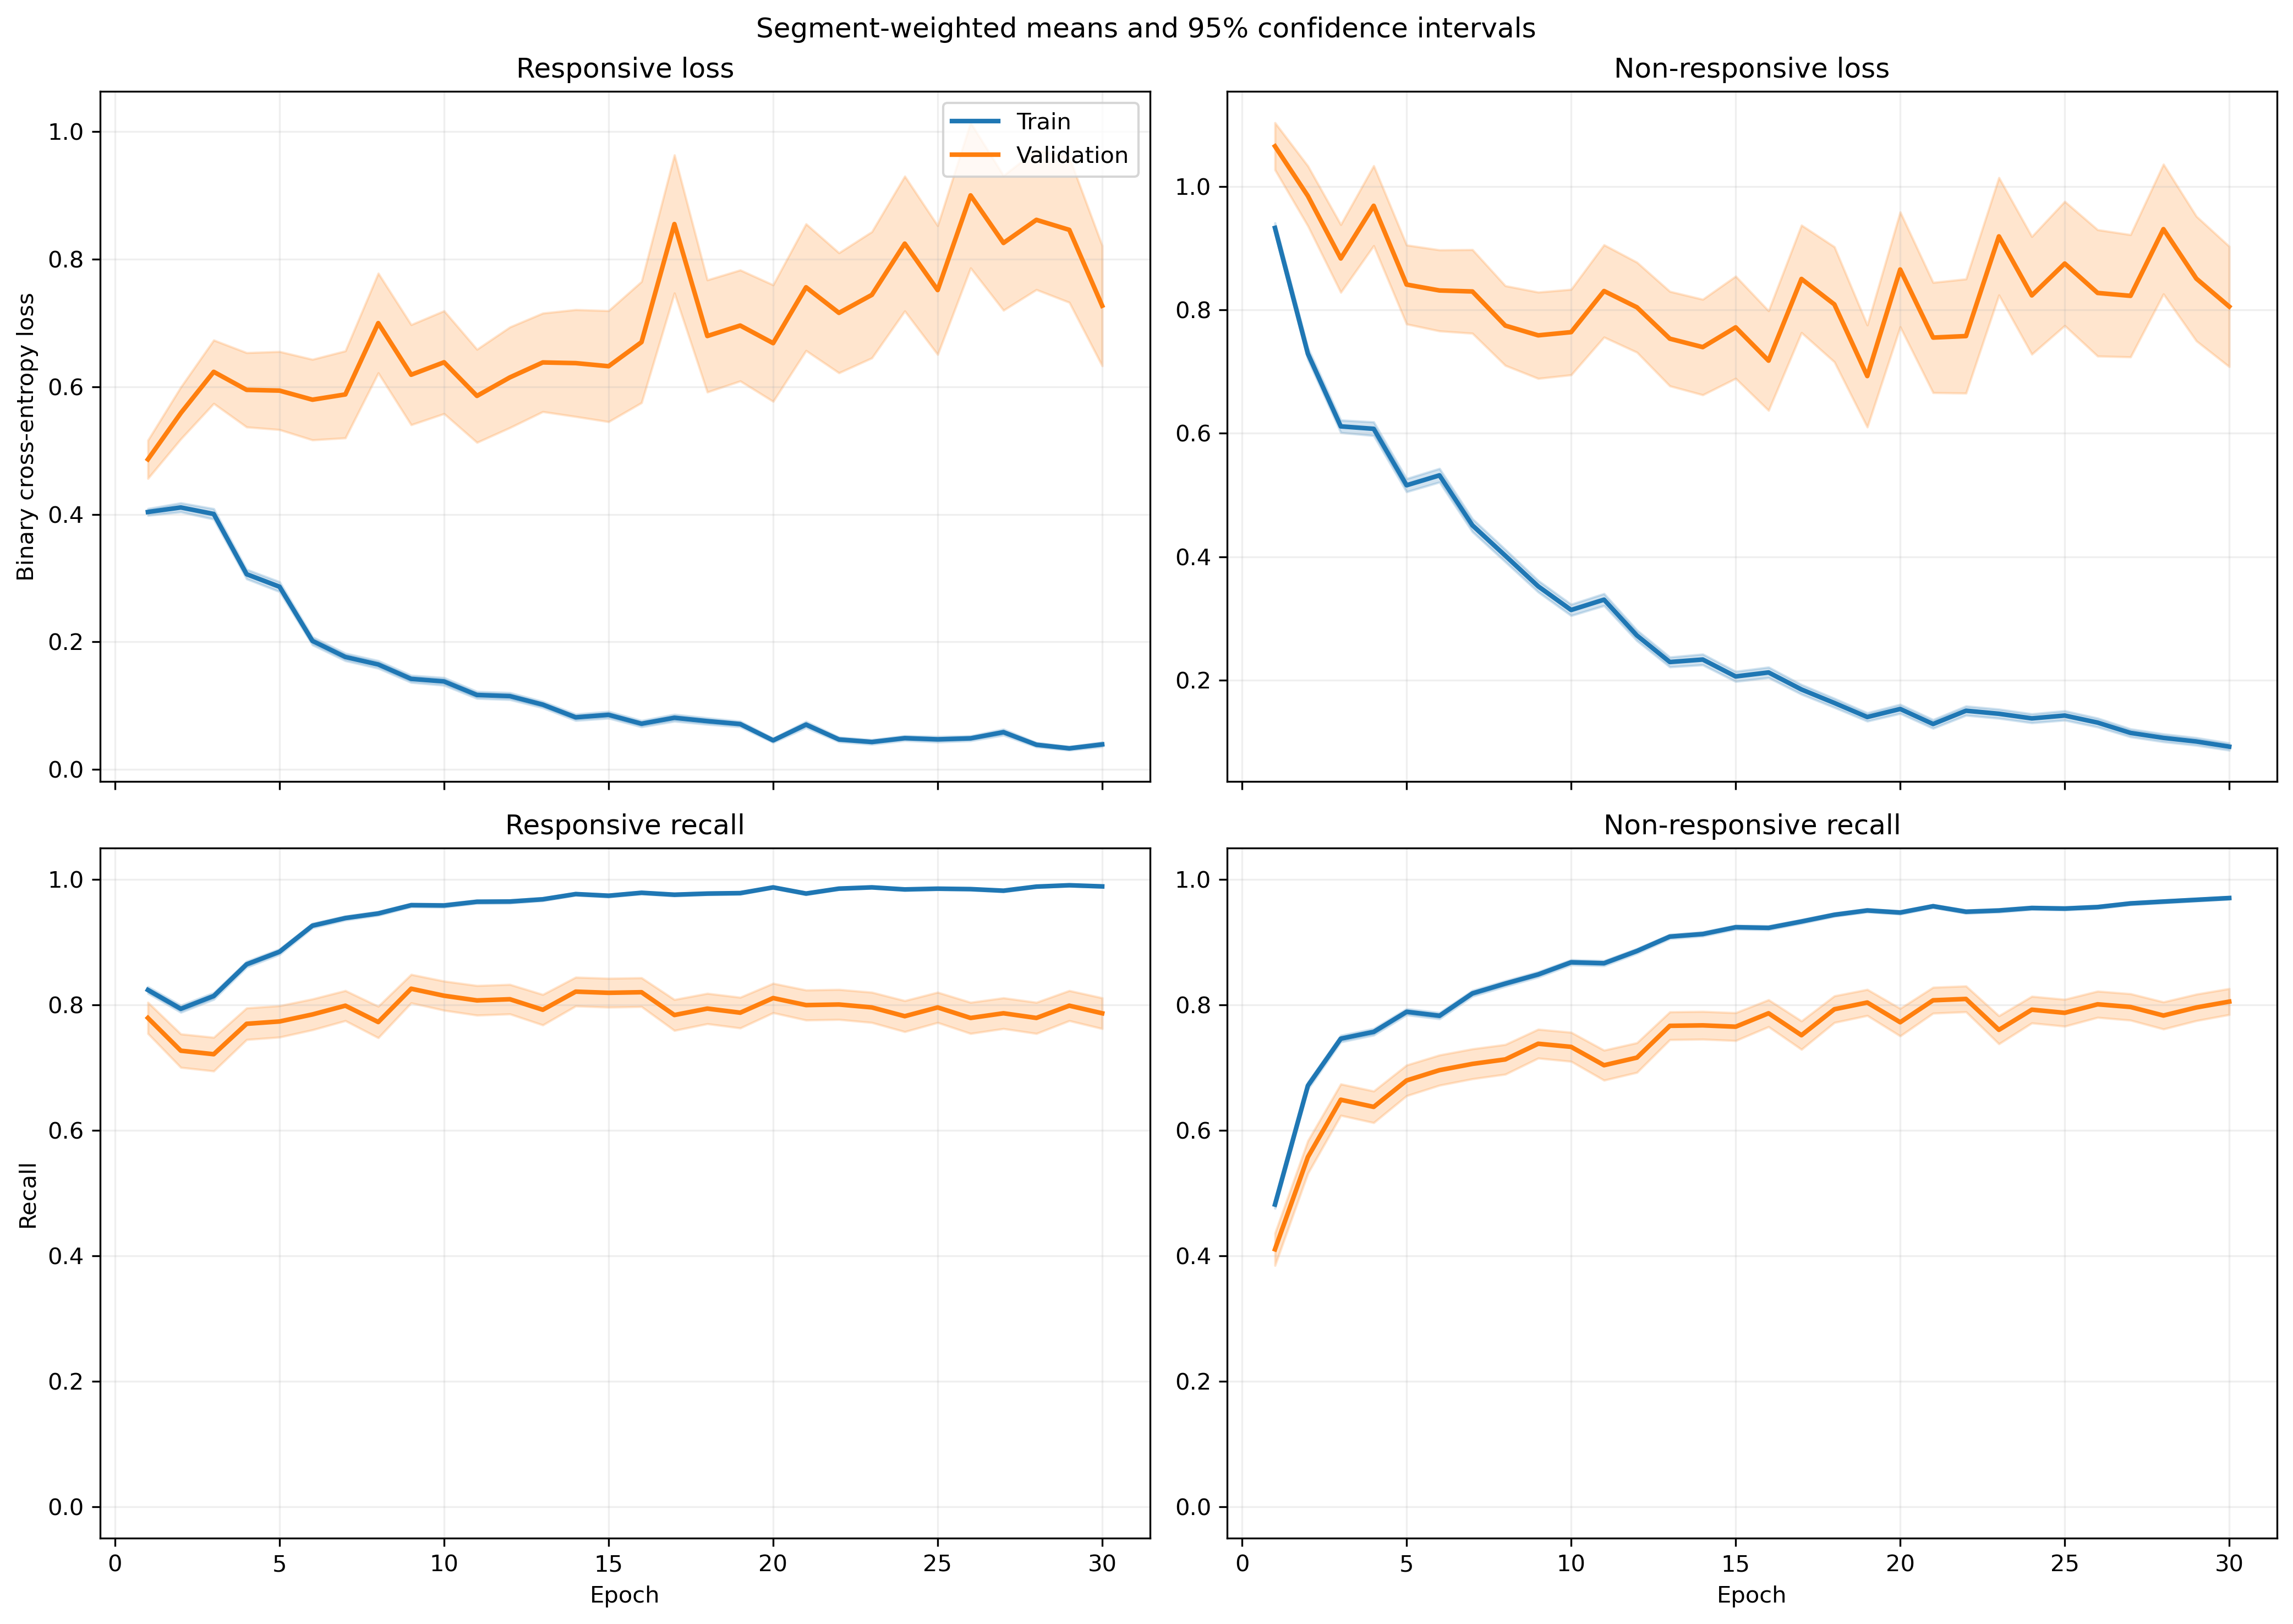 Segment-weighted means and 95% confidence intervals
Responsive loss
Non-responsive loss
Train
Validation
Binary cross-entropy loss
1.0
0.8
0.6
0.4
0.2
0.0
1.0
0.8
0.6
0.4
0.2
Responsive recall
Non-responsive recall
Recall
1.0
0.8
0.6
0.4
0.2
0.0
1.0
0.8
0.6
0.4
0.2
0.0
0 5 10 15 20 25 30
0 5 10 15 20 25 30
Epoch
Epoch